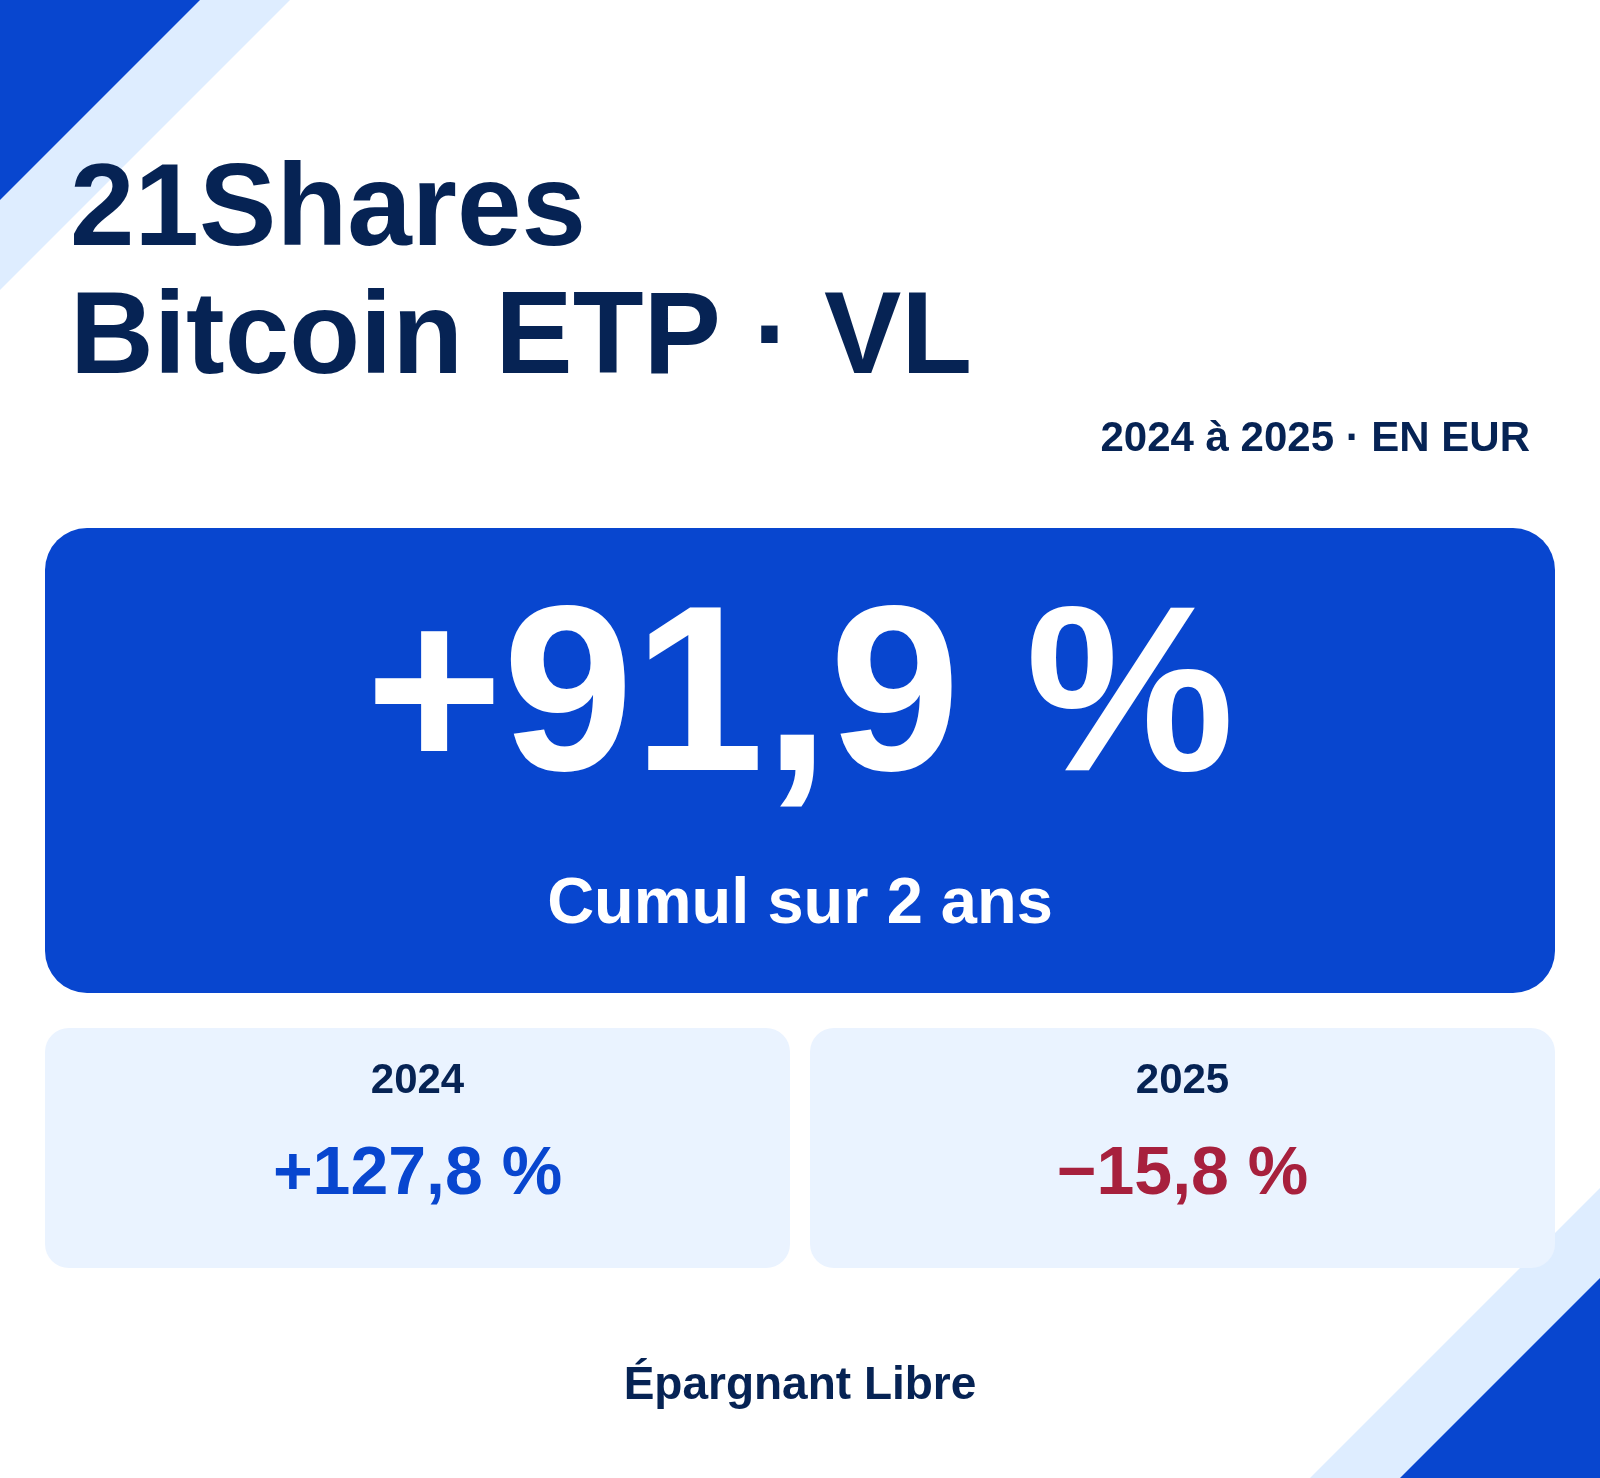 21Shares
Bitcoin ETP · VL
2024 à 2025 · EN EUR
+91,9 %
Cumul sur 2 ans
2024
+127,8 %
2025
−15,8 %
Épargnant Libre